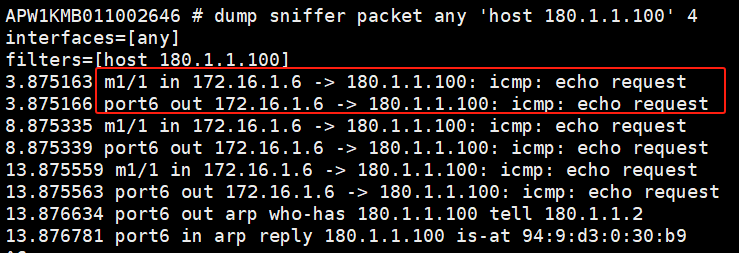 APW1KMB011002646 # dump sniffer packet any 'host 180.1.1.100' 4
interfaces=[any]
filters=[host 180.1.1.100]
3.875163 m1/1 in 172.16.1.6 -> 180.1.1.100: icmp: echo request
3.875166 port6 out 172.16.1.6 -> 180.1.1.100: icmp: echo request
8.875335 m1/1 in 172.16.1.6 -> 180.1.1.100: icmp: echo request
8.875339 port6 out 172.16.1.6 -> 180.1.1.100: icmp: echo request
13.875559 m1/1 in 172.16.1.6 -> 180.1.1.100: icmp: echo request
13.875563 port6 out 172.16.1.6 -> 180.1.1.100: icmp: echo request
13.876634 port6 out arp who-has 180.1.1.100 tell 180.1.1.2
13.876781 port6 in arp reply 180.1.1.100 is-at 94:9:d3:0:30:b9